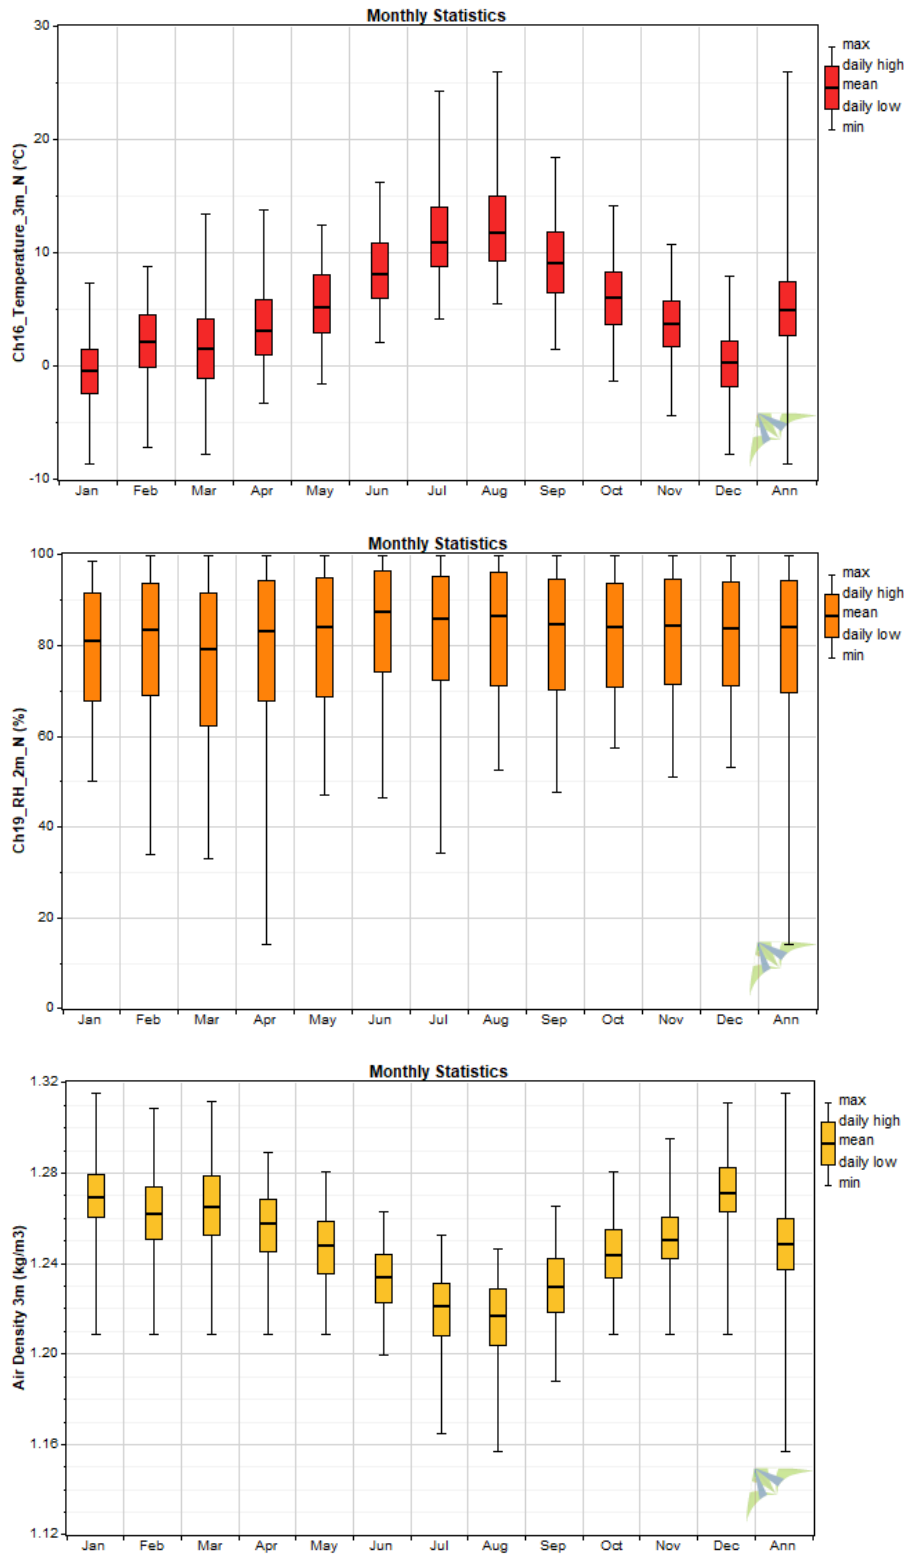 Monthly Statistics
30
20
10
0
-10
Ch16_Temperature_3m_N (°C)
Jan Feb Mar Apr May Jun Jul Aug Sep Oct Nov Dec Ann
max
daily high
mean
daily low
min
Monthly Statistics
100
80
60
40
20
0
Ch19_RH_2m_N (%)
Jan Feb Mar Apr May Jun Jul Aug Sep Oct Nov Dec Ann
max
daily high
mean
daily low
min
Monthly Statistics
1.32
1.28
1.24
1.20
1.16
1.12
Air Density 3m (kg/m3)
Jan Feb Mar Apr May Jun Jul Aug Sep Oct Nov Dec Ann
max
daily high
mean
daily low
min